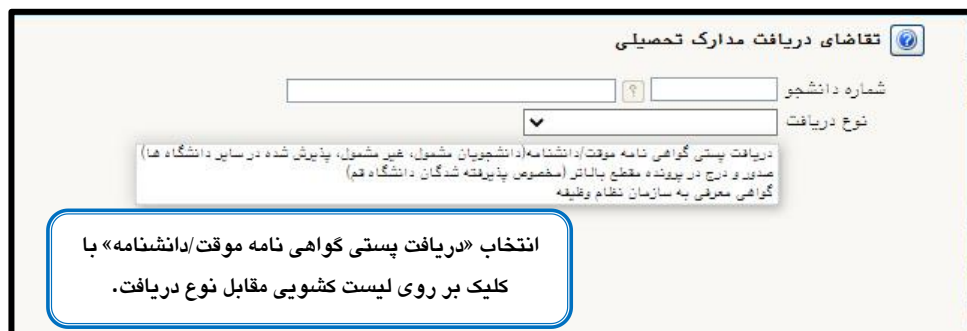 تقاضای دریافت مدارک تحصیلی
شماره دانشجو
نوع دریافت
دریافت پستی گواهی نامه موقت/دانشنامه(دانشجویان مشمول، غیر مشمول، پذیرش شده در سایر دانشگاه ها)
صدور و درج در پرونده مقطع بالاتر (مخصوص پذیرفته شدگان دانشگاه قم)
گواهی معرفی به سازمان نظام وظیفه
انتخاب «دریافت پستی گواهی نامه موقت/دانشنامه» با
کلیک بر روی لیست کشویی مقابل نوع دریافت.